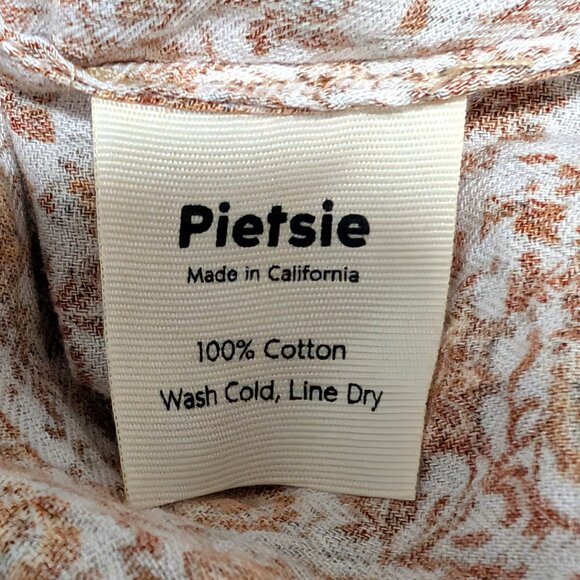 Pietsie
Made in California
100% Cotton
Wash Cold, Line Dry